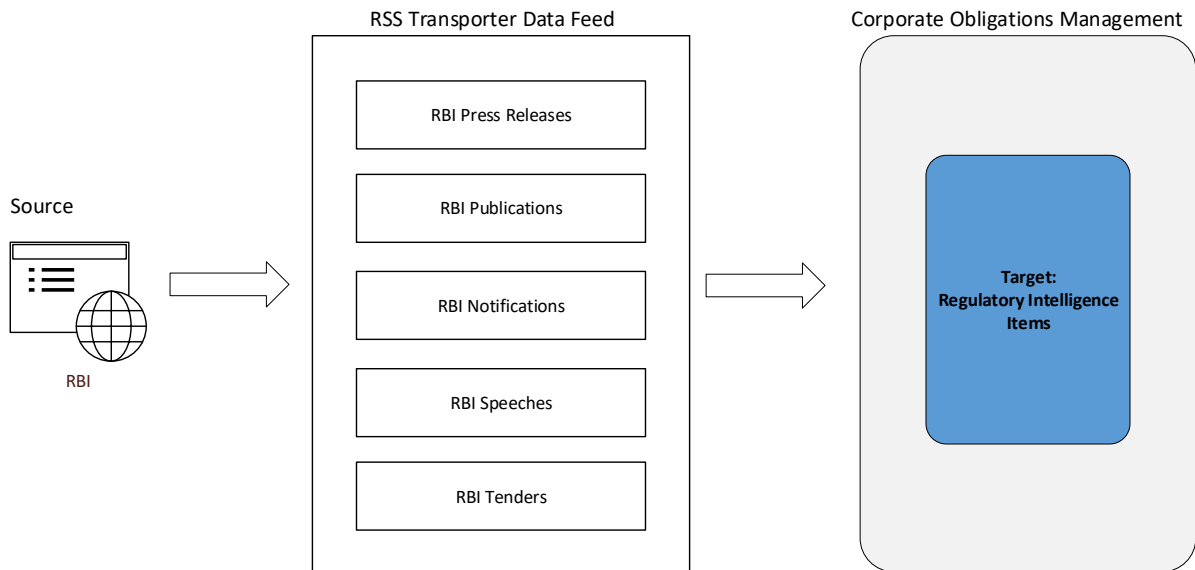 RSS Transporter Data Feed
Corporate Obligations Management
Source
RBI
RBI Press Releases
RBI Publications
RBI Notifications
RBI Speeches
RBI Tenders
Target:
Regulatory Intelligence
Items